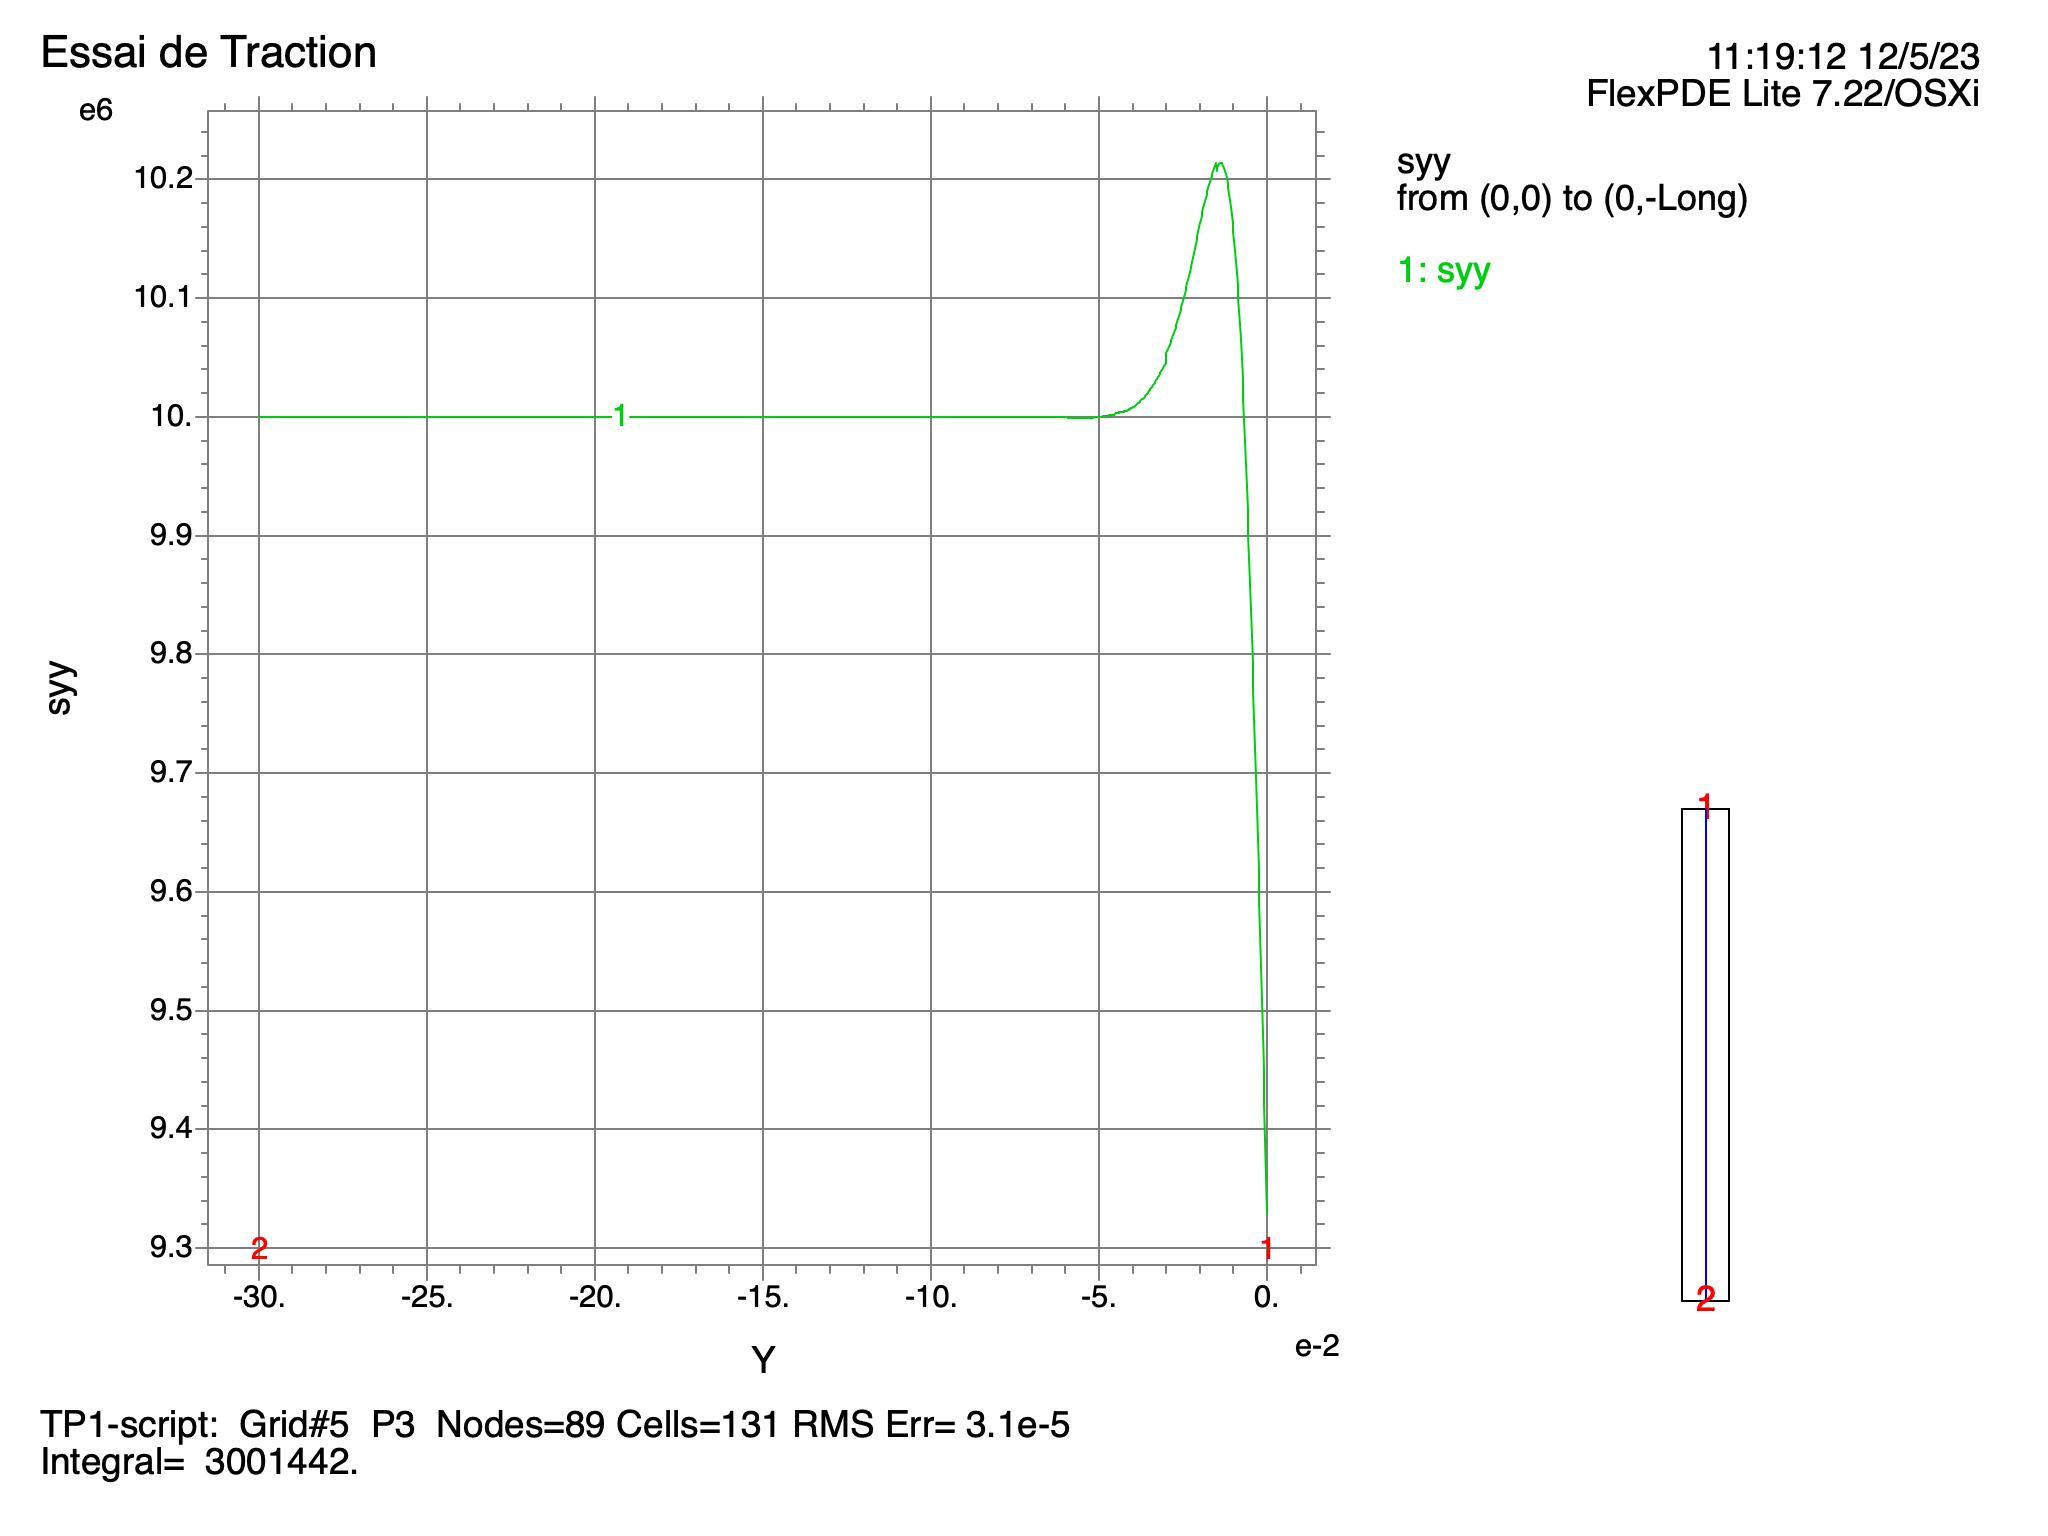 Essai de Traction
11:19:12 12/5/23
FlexPDE Lite 7.22/OSXi
e6
syy
from (0,0) to (0,-Long)
1: syy
10.2
10.1
10.
9.9
9.8
9.7
9.6
9.5
9.4
9.3
syy
1
2
1
1
2
-30. -25. -20. -15. -10. -5. 0.
e-2
Y
TP1-script: Grid#5 P3 Nodes=89 Cells=131 RMS Err= 3.1e-5
Integral= 3001442.